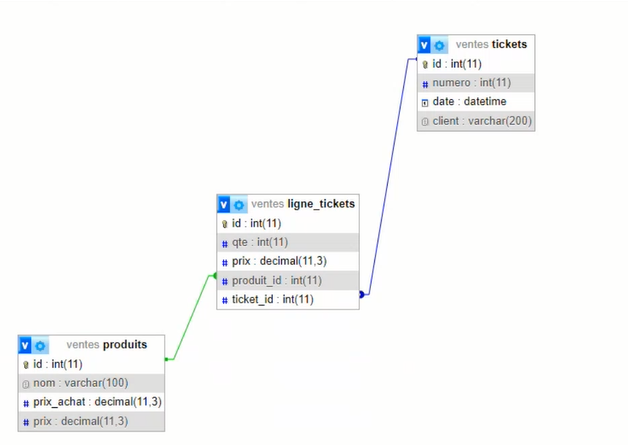 ventes tickets
id : int(11)
numero : int(11)
date : datetime
client : varchar(200)
ventes ligne_tickets
id : int(11)
qte : int(11)
prix : decimal(11,3)
produit_id : int(11)
ticket_id : int(11)
ventes produits
id : int(11)
nom : varchar(100)
prix_achat : decimal(11,3)
prix : decimal(11,3)